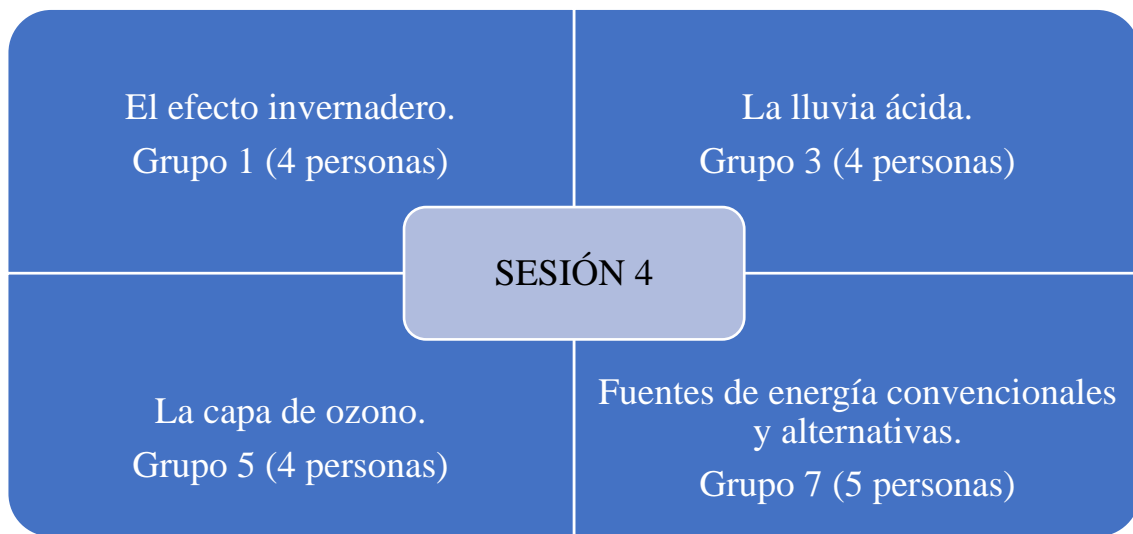 El efecto invernadero.
Grupo 1 (4 personas)
La lluvia ácida.
Grupo 3 (4 personas)
SESIÓN 4
La capa de ozono.
Grupo 5 (4 personas)
Fuentes de energía convencionales
y alternativas.
Grupo 7 (5 personas)